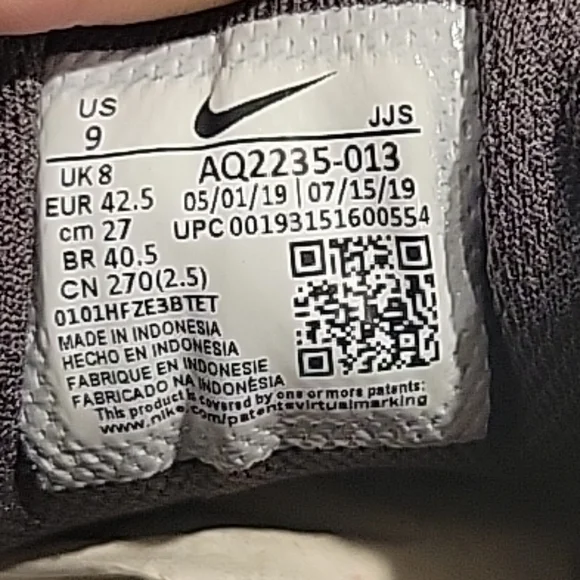 US
9
JJS
UK 8
AQ2235-013
EUR 42.5
05/01/19 | 07/15/19
cm 27
UPC 00193151600554
BR 40.5
CN 270(2.5)
0101HFZE3BTET
MADE IN INDONESIA
HECHO EN INDONESIA
FABRIQUE EN INDONESIE
FABRICADO NA INDONÉSIA
This product is covered by one or more patents:
www.nike.com/patentsvirtualmarking